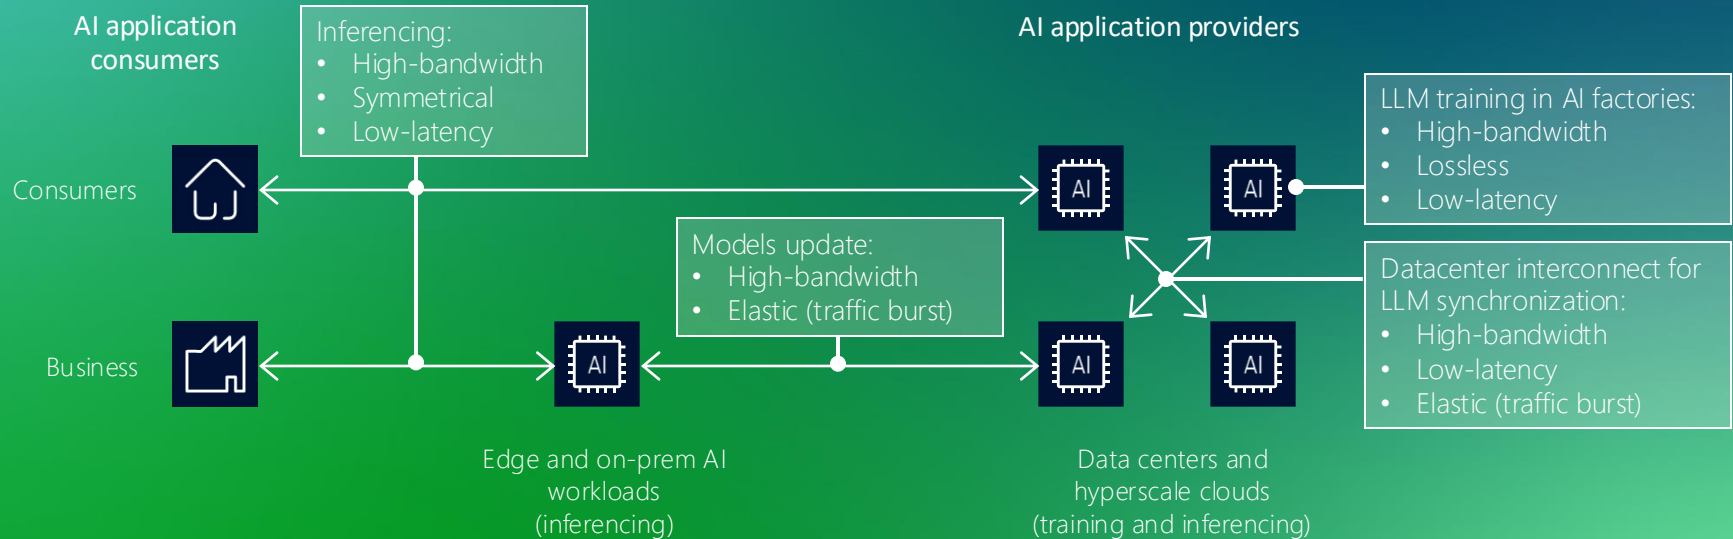 AI application
consumers
Inferencing:
• High-bandwidth
• Symmetrical
• Low-latency
AI application providers
LLM training in AI factories:
• High-bandwidth
• Lossless
• Low-latency
Consumers
AI
AI
Models update:
• High-bandwidth
• Elastic (traffic burst)
Datacenter interconnect for
LLM synchronization:
• High-bandwidth
• Low-latency
• Elastic (traffic burst)
Business
AI
AI
AI
Edge and on-prem AI
workloads
(inferencing)
Data centers and
hyperscale clouds
(training and inferencing)